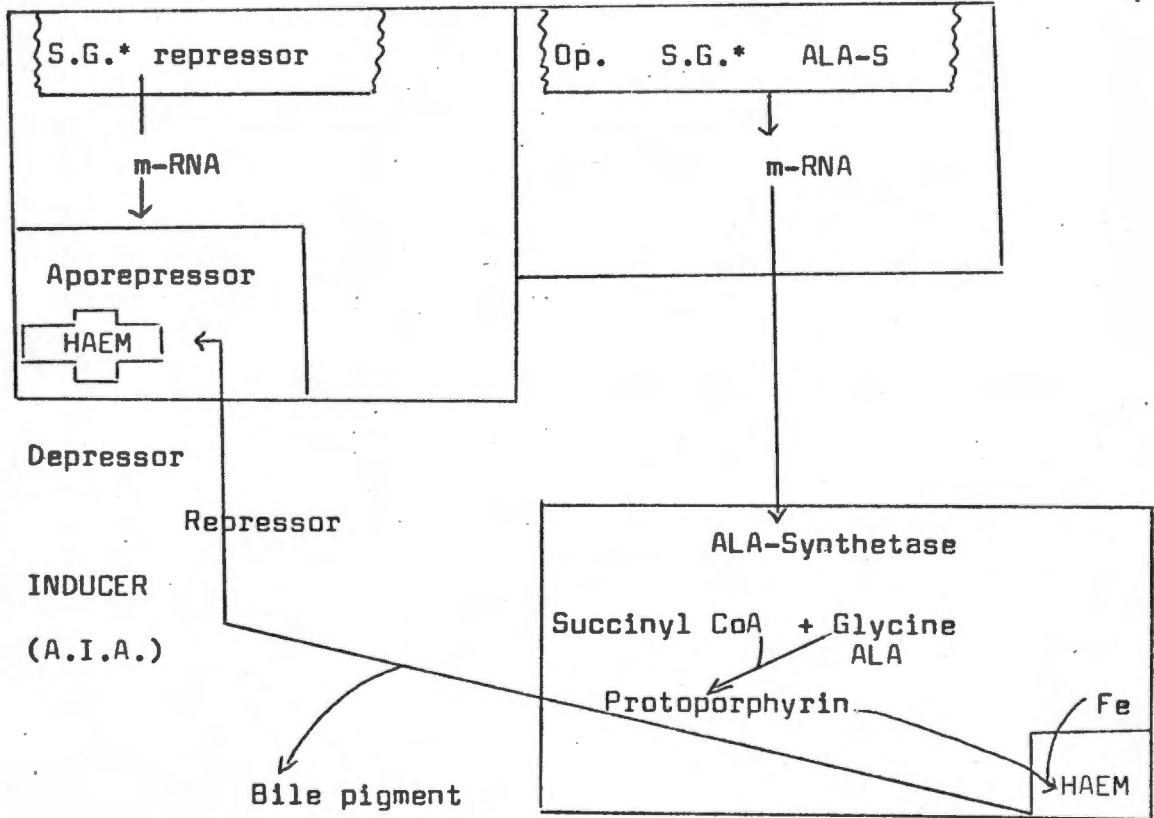 S.G.* repressor
Op. S.G.* ALA-S
m-RNA
m-RNA
Aporepressor
HAEM
Depressor
Repressor
INDUCER
(A.I.A.)
ALA-Synthetase
Succinyl CoA + Glycine
ALA
Protoporphyrin
Fe
HAEM
Bile pigment